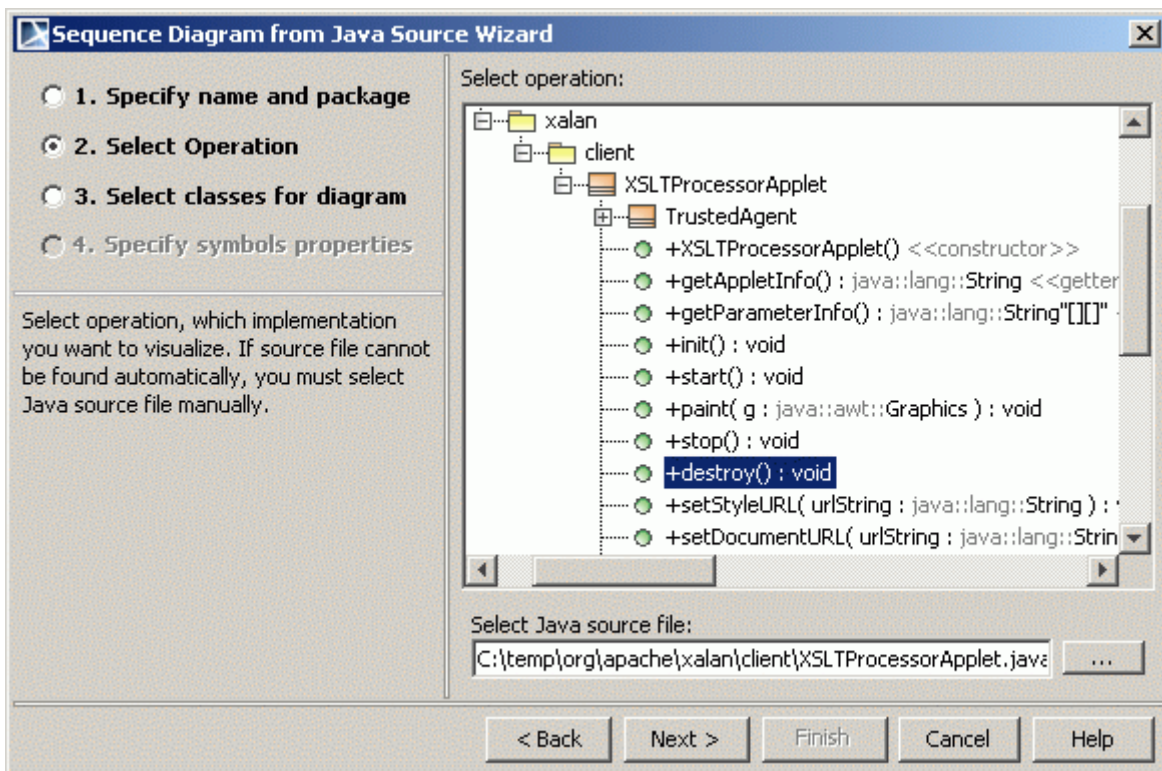 Sequence Diagram from Java Source Wizard
1. Specify name and package
2. Select Operation
3. Select classes for diagram
4. Specify symbols properties
Select operation, which implementation
you want to visualize. If source file cannot
be found automatically, you must select
Java source file manually.
Select operation:
xalan
client
XSLTProcessorApplet
TrustedAgent
+XSLTProcessorApplet() <<constructor>>
+getAppletInfo() : java::lang::String <<getter
+getParameterInfo() : java::lang::String"[][]"
+init() : void
+start() : void
+paint( g : java::awt::Graphics ) : void
+stop() : void
+destroy() : void
+setStyleURL( urlString : java::lang::String ) :
+setDocumentURL( urlString : java::lang::Strin
Select Java source file:
C:\temp\org\apache\xalan\client\XSLTProcessorApplet.java
...
< Back
Next >
Finish
Cancel
Help